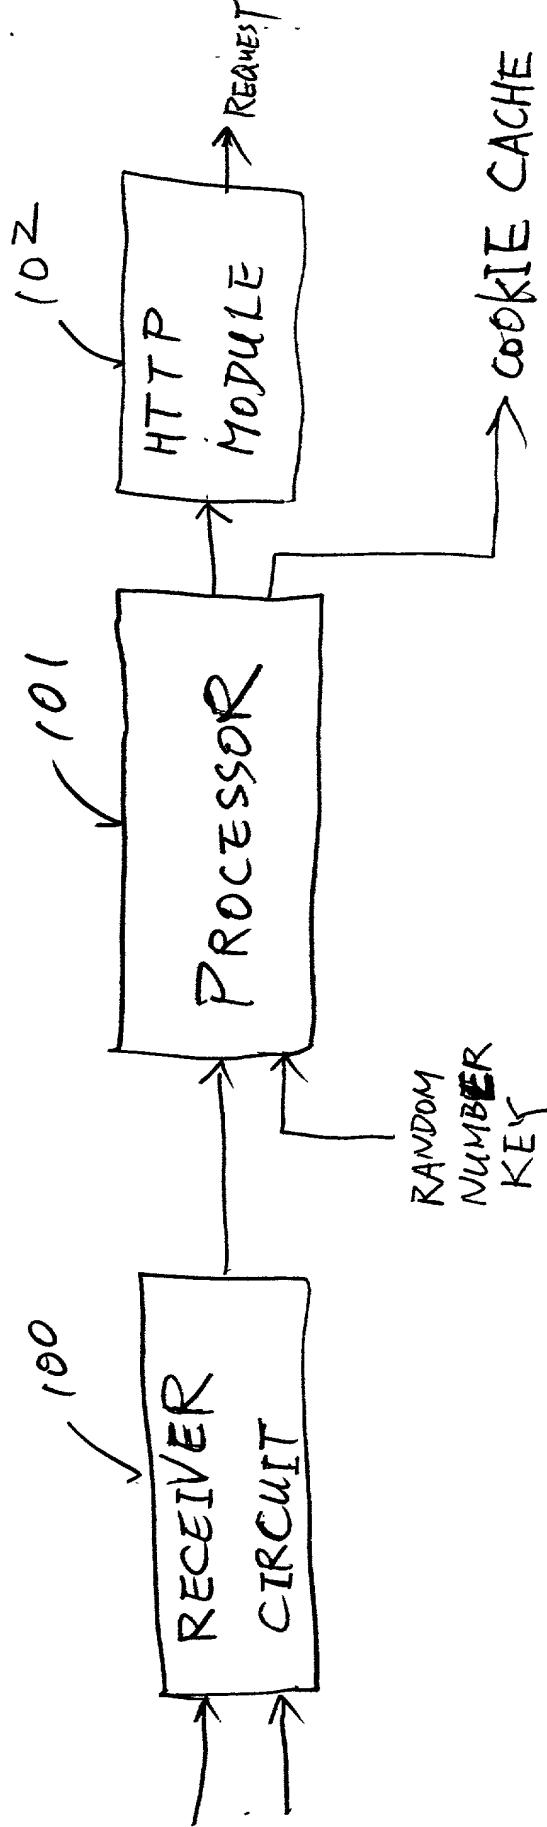 100
RECEIVER
CIRCUIT
RANDOM
NUMBER
KEY
101
PROCESSOR
102
HTTP
MODULE
REQUEST
COOKIE CACHE